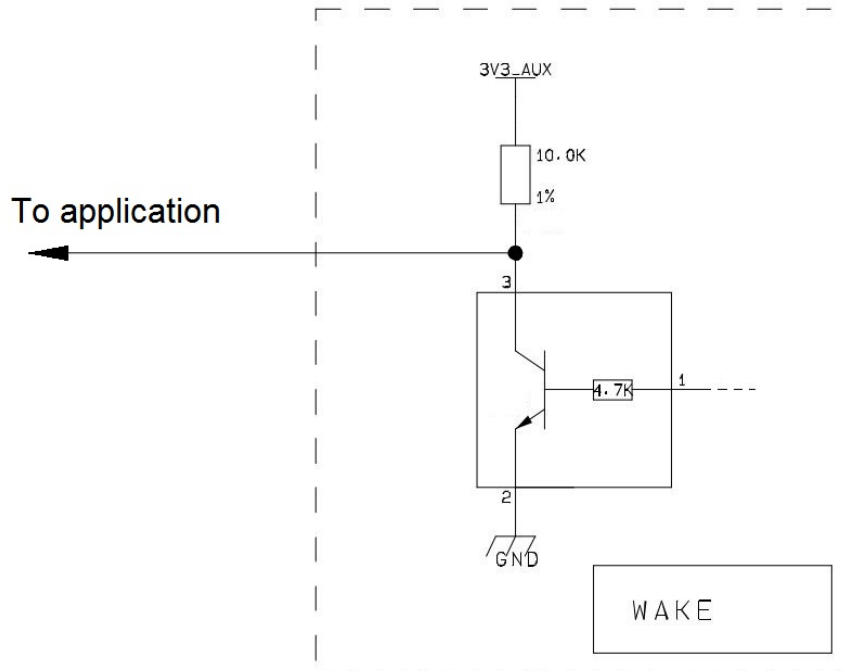 3V3_AUX
10.0K
1%
To application
3
4.7K
1
2
GND
WAKE